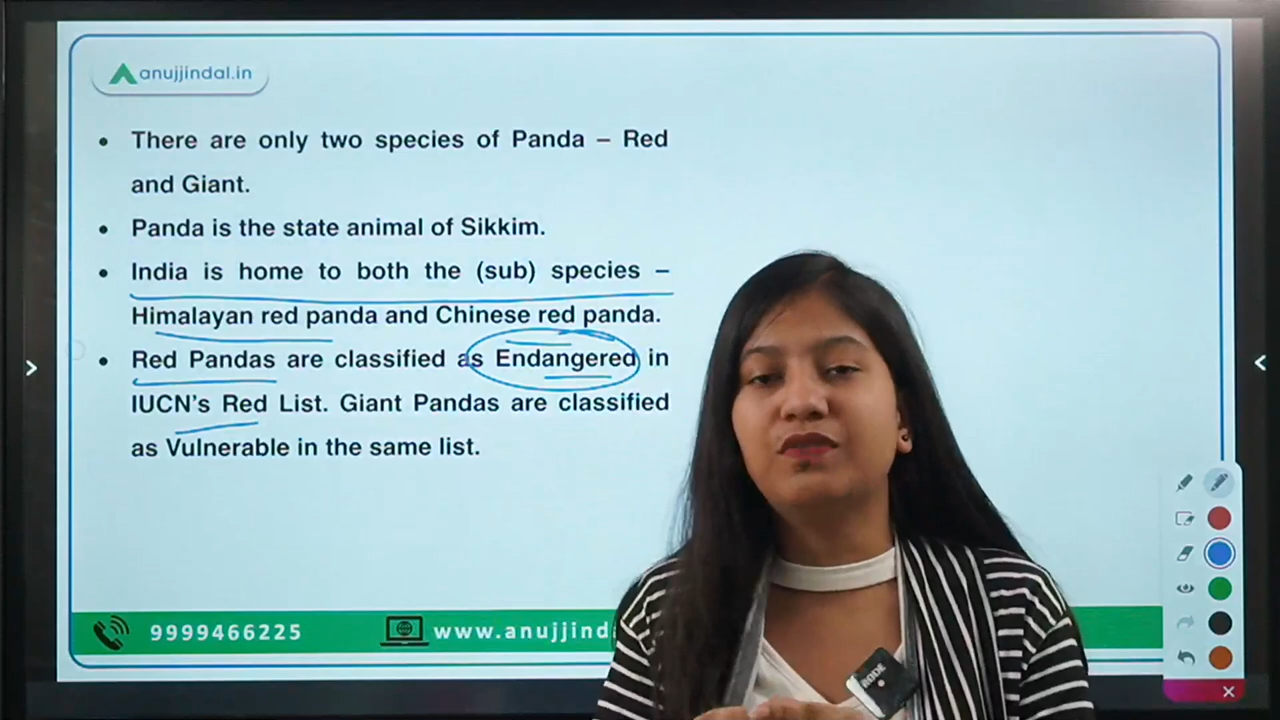 anujjindal.in
• There are only two species of Panda – Red
and Giant.
• Panda is the state animal of Sikkim.
• India is home to both the (sub) species –
Himalayan red panda and Chinese red panda.
• Red Pandas are classified as Endangered in
IUCN's Red List. Giant Pandas are classified
as Vulnerable in the same list.
9999466225
www.anujjind
RODE